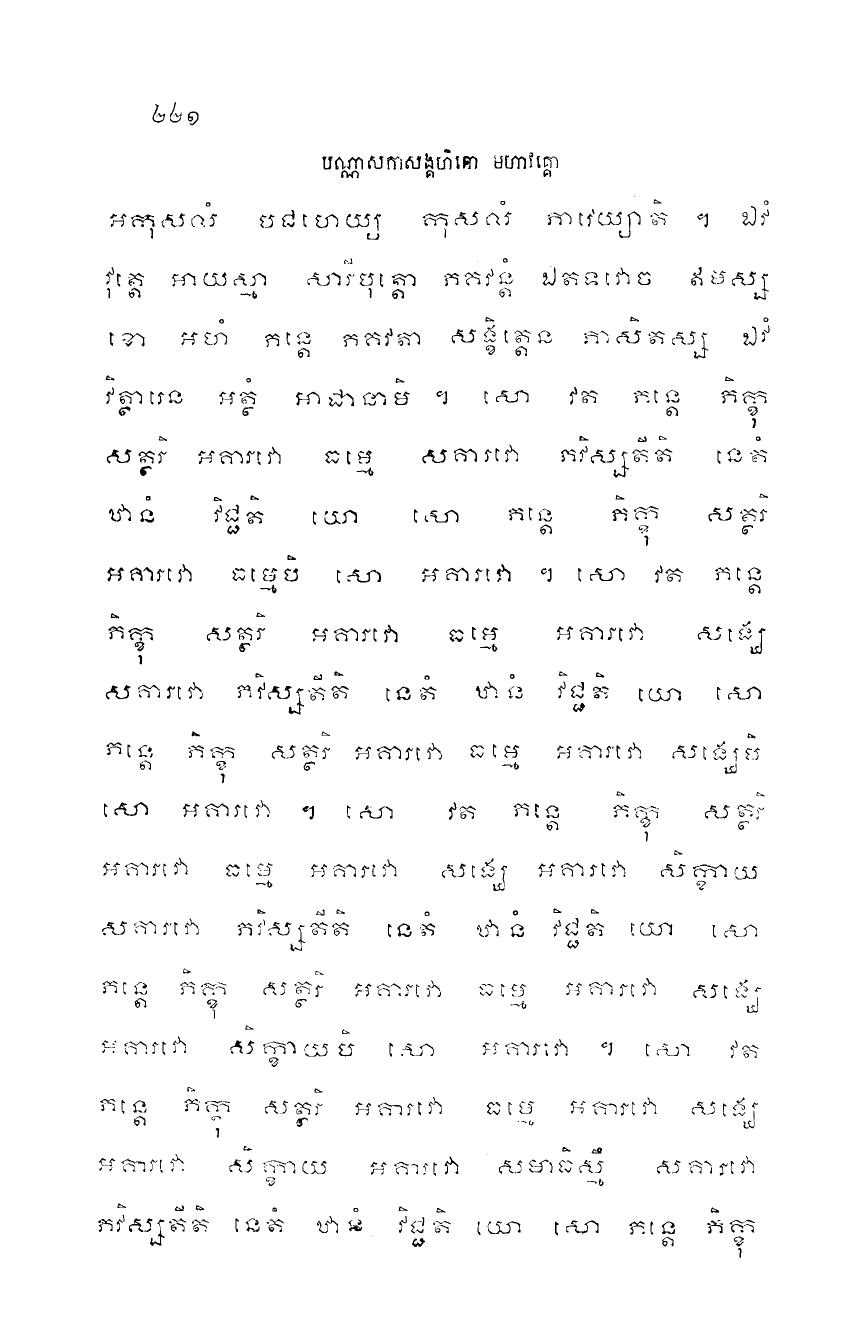 ២២១
បណ្ណាសកាសង្គហិតោ មហាវគ្គោ
អកុសលំ បជហេយ្យ កុសលំ ភាវេយ្យាតិ ។ ឯវំ
វុត្តេ អាយស្មា សារីបុត្តោ ភគវន្តំ ឯតទវោច ឥមស្ស
ខោ អហំ ភន្តេ ភគវតា សង្ខិត្តេន ភាសិតស្ស ឯវំ
វិត្ថារេន អត្ថំ អាជានាមិ ។ សោ វត ភន្តេ ភិក្ខុ
សត្ថរិ អគារវោ ធម្មេ សគារវោ ភវិស្សតីតិ នេតំ
ឋានំ វិជ្ជតិ យោ សោ ភន្តេ ភិក្ខុ សត្ថរិ
អគារវោ ធម្មេបិ សោ អគារវោ ។ សោ វត ភន្តេ
ភិក្ខុ សត្ថរិ អគារវោ ធម្មេ អគារវោ សង្ឃេ
សគារវោ ភវិស្សតីតិ នេតំ ឋានំ វិជ្ជតិ យោ សោ
ភន្តេ ភិក្ខុ សត្ថរិ អគារវោ ធម្មេ អគារវោ សង្ឃេបិ
សោ អគារវោ ។ សោ វត ភន្តេ ភិក្ខុ សត្ថរិ
អគារវោ ធម្មេ អគារវោ សង្ឃេ អគារវោ សិក្ខាយ
សគារវោ ភវិស្សតីតិ នេតំ ឋានំ វិជ្ជតិ យោ សោ
ភន្តេ ភិក្ខុ សត្ថរិ អគារវោ ធម្មេ អគារវោ សង្ឃេ
អគារវោ សិក្ខាយបិ សោ អគារវោ ។ សោ វត
ភន្តេ ភិក្ខុ សត្ថរិ អគារវោ ធម្មេ អគារវោ សង្ឃេ
អគារវោ សិក្ខាយ អគារវោ សមាធិស្មឹ សគារវោ
ភវិស្សតីតិ នេតំ ឋានំ វិជ្ជតិ យោ សោ ភន្តេ ភិក្ខុ